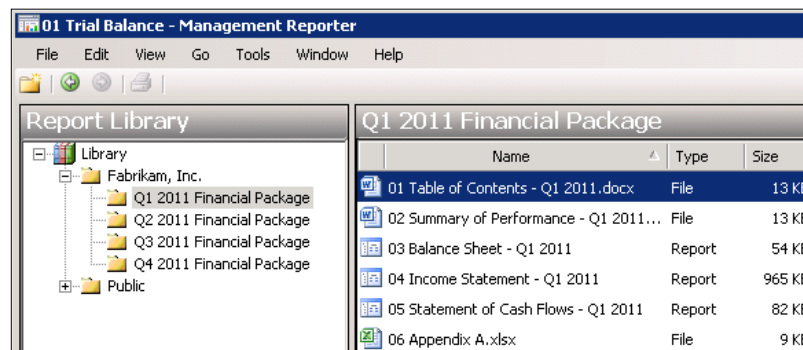 01 Trial Balance - Management Reporter
File Edit View Go Tools Window Help
Report Library
Library
Fabrikam, Inc.
Q1 2011 Financial Package
Q2 2011 Financial Package
Q3 2011 Financial Package
Q4 2011 Financial Package
Public
Q1 2011 Financial Package
Name Type Size
01 Table of Contents - Q1 2011.docx File 13 KB
02 Summary of Performance - Q1 2011... File 13 KB
03 Balance Sheet - Q1 2011 Report 54 KB
04 Income Statement - Q1 2011 Report 965 KB
05 Statement of Cash Flows - Q1 2011 Report 82 KB
06 Appendix A.xlsx File 9 KB